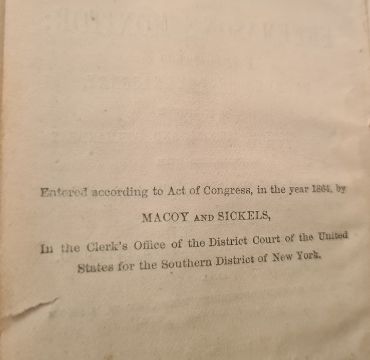 Entered according to Act of Congress, in the year 1864, by
MACOY AND SICKELS,
In the Clerk's Office of the District Court of the United
States for the Southern District of New York.